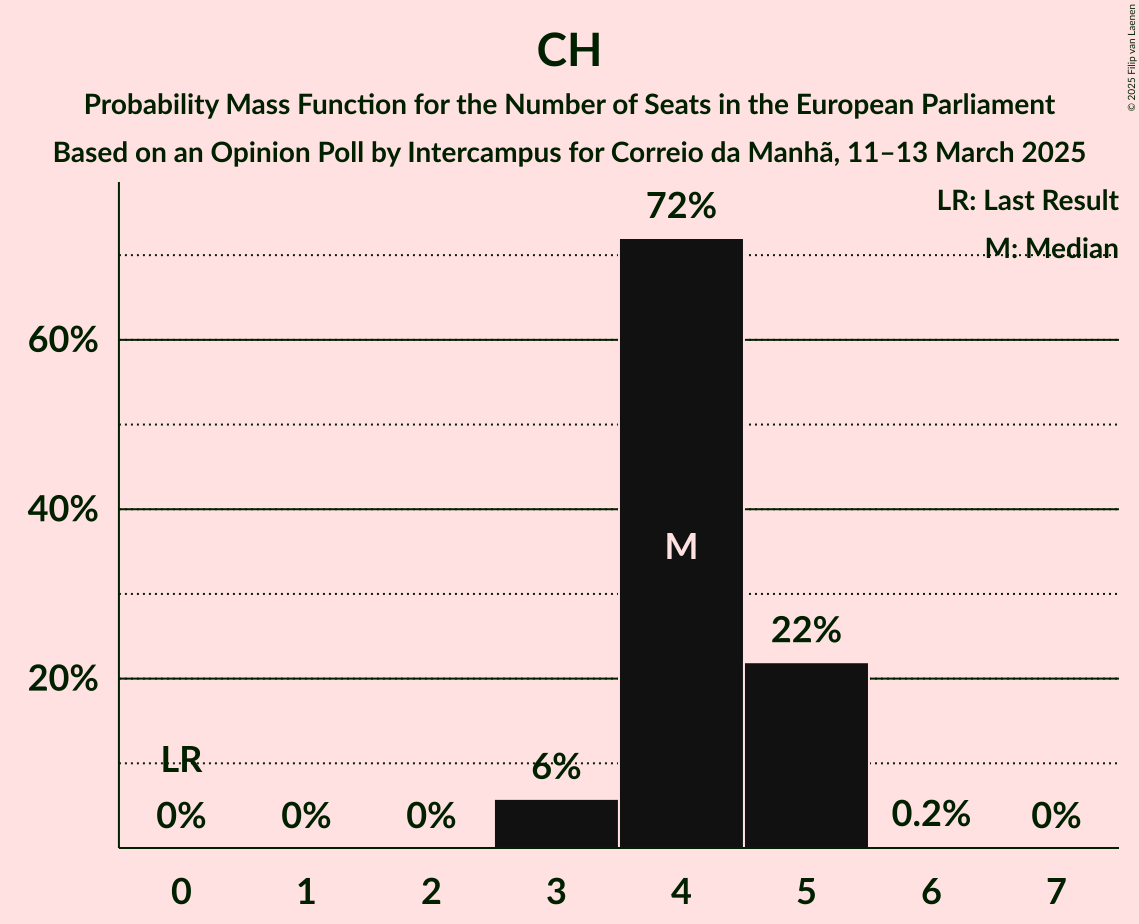 CH
Probability Mass Function for the Number of Seats in the European Parliament
Based on an Opinion Poll by Intercampus for Correio da Manhã, 11–13 March 2025
© 2025 Filip van Laenen
LR: Last Result
M: Median
72%
60%
40%
M
22%
20%
LR
6%
0%
0%
0%
0.2%
0%
0
1
2
3
4
5
6
7